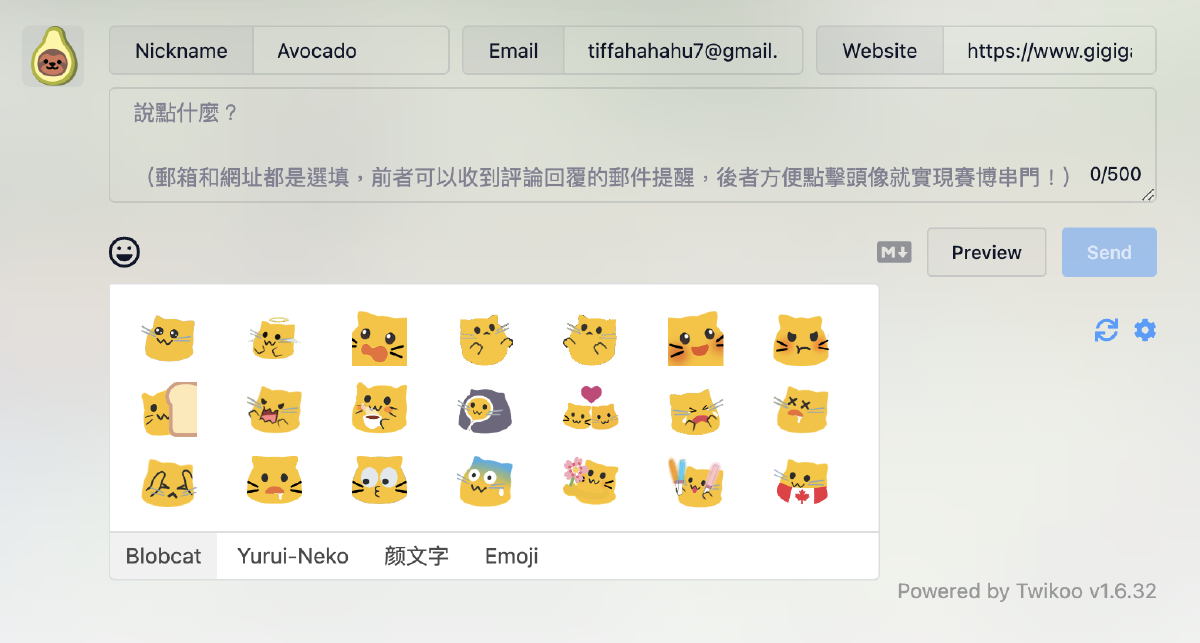 Nickname Avocado Email tiffahahahu7@gmail. Website https://www.gigiga
說點什麼？
（郵箱和網址都是選填，前者可以收到評論回覆的郵件提醒，後者方便點擊頭像就實現賽博串門！） 0/500
M Preview Send
Blobcat Yurui-Neko 颜文字 Emoji
Powered by Twikoo v1.6.32